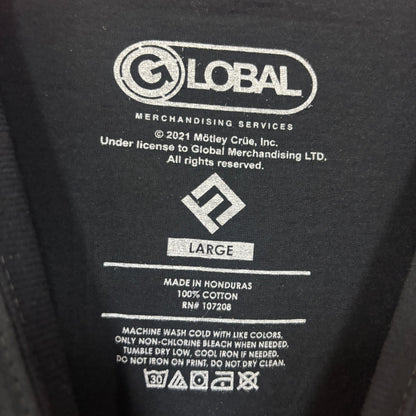 GLOBAL
MERCHANDISING SERVICES
© 2021 Mötley Crüe, Inc.
Under license to Global Merchandising LTD.
All rights reserved.
LARGE
MADE IN HONDURAS
100% COTTON
RN# 107208
MACHINE WASH COLD WITH LIKE COLORS,
ONLY NON-CHLORINE BLEACH WHEN NEEDED.
TUMBLE DRY LOW, COOL IRON IF NEEDED.
DO NOT IRON ON PRINT, DO NOT DRY CLEAN.
30